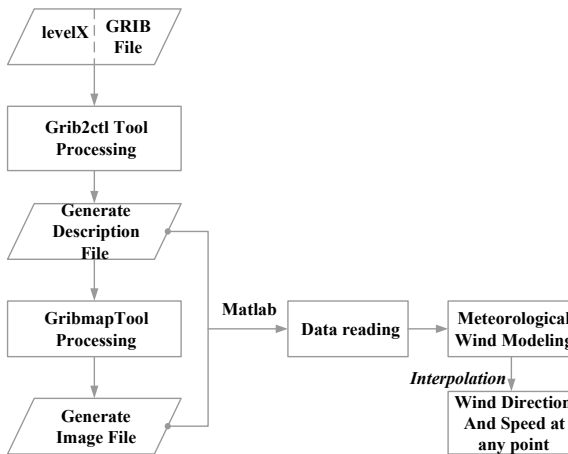 levelX GRIB
File
Grib2ctl Tool
Processing
Generate
Description
File
GribmapTool
Processing
Generate
Image File
Matlab
Data reading
Meteorological
Wind Modeling
Interpolation
Wind Direction
And Speed at
any point